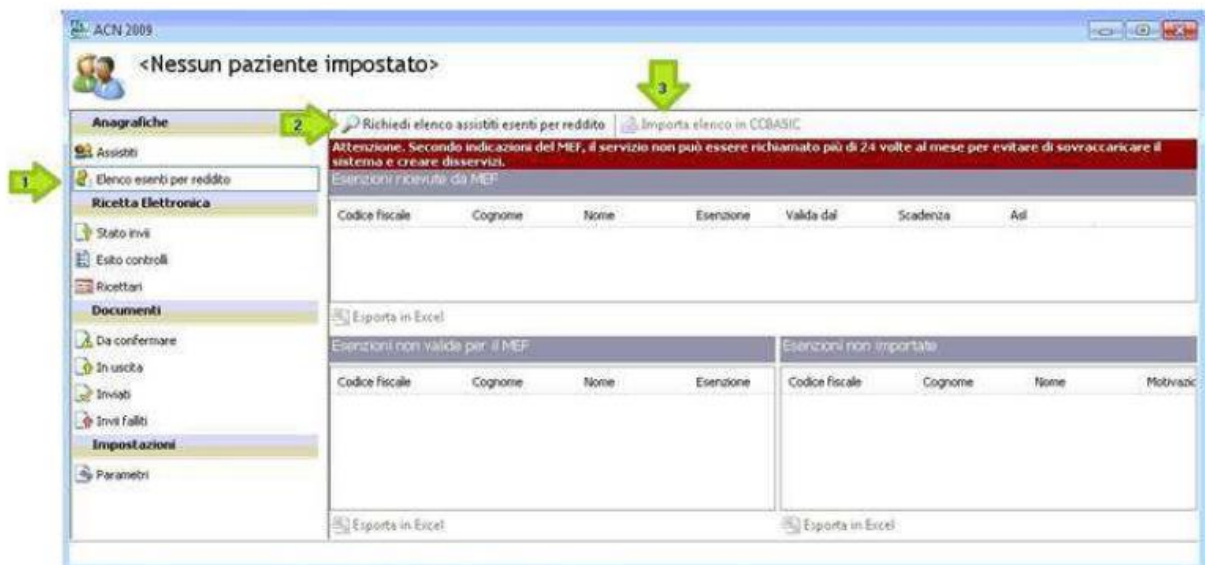 ACN 2009
<Nessun paziente impostato>
3
Anagrafiche
2
Richiedi elenco assistiti esenti per reddito
Importa elenco in CCBASIC
Assistiti
Attenzione. Secondo indicazioni del MEF, il servizio non può essere richiamato più di 24 volte al mese per evitare di sovraccaricare il
sistema e creare disservizi.
1
Elenco esenti per reddito
Esenzioni ricevute da MEF
Ricetta Elettronica
Codice fiscale Cognome Nome Esenzione Valida dal Scadenza Asl
Stato invii
Esito controlli
Ricettari
Documenti
Esporta in Excel
Da confermare
Esenzioni non valide per il MEF
Esenzioni non importate
In uscita
Codice fiscale Cognome Nome Esenzione
Codice fiscale Cognome Nome Motivazic
Inviati
Invii falliti
Impostazioni
Parametri
Esporta in Excel
Esporta in Excel